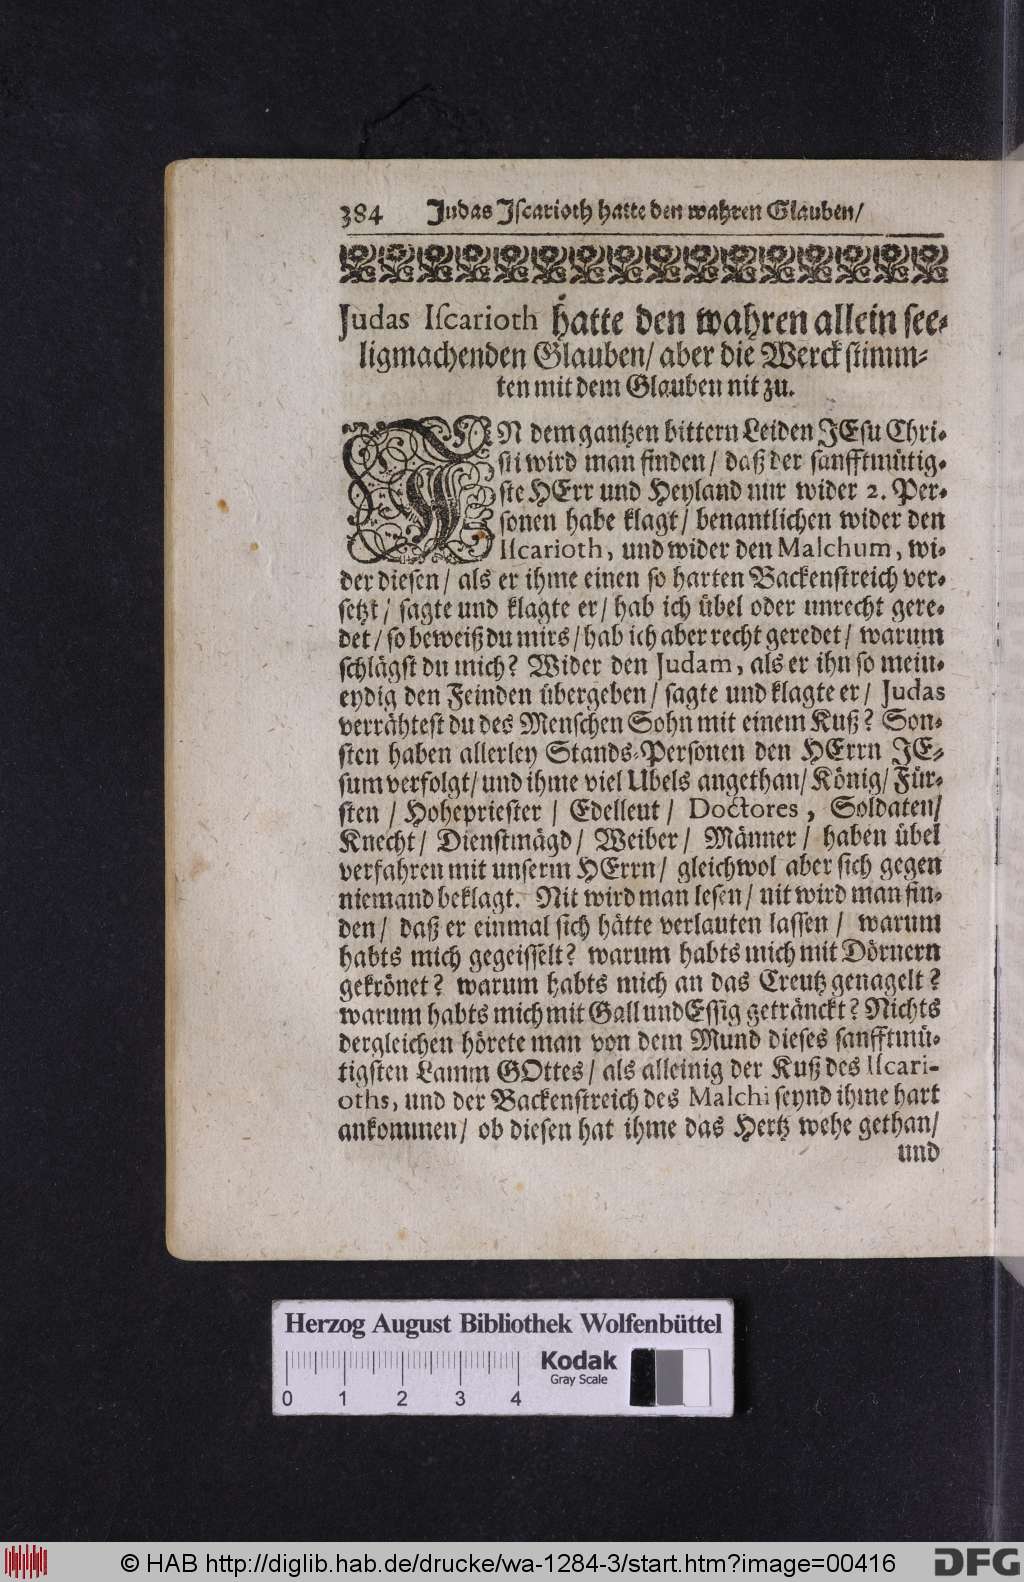 384 Judas Iſcarioth hatte den wahren Glauben/
Judas Iſcarioth hatte den wahren allein ſee-
ligmachenden Glauben/ aber die Werck ſtimm-
ten mit dem Glauben nit zu.
IN dem gantzen bittern Leiden JEſu Chri-
ſti wird man finden/ daß der ſanfftmütig-
ſte HErr und Heyland nur wider 2. Per-
ſonen habe klagt/ benantlichen wider den
Iſcarioth, und wider den Malchum, wi-
der dieſen/ als er ihme einen ſo harten Backenſtreich ver-
ſetzt/ ſagte und klagte er/ hab ich übel oder unrecht gere-
det/ ſo beweiß du mirs/ hab ich aber recht geredet/ warum
ſchlägſt du mich? Wider den Judam, als er ihn ſo mein-
eydig den Feinden übergeben/ ſagte und klagte er/ Judas
verrähteſt du des Menſchen Sohn mit einem Kuß? Son-
ſten haben allerley Stands-Perſonen den HErrn JE-
ſum verfolgt/ und ihme viel Ubels angethan/ König/ Für-
ſten/ Hoheprieſter/ Edelleut/ Doctores, Soldaten/
Knecht/ Dienſtmägd/ Weiber/ Männer/ haben übel
verfahren mit unſerm HErrn/ gleichwol aber ſich gegen
niemand beklagt. Nit wird man leſen/ nit wird man fin-
den/ daß er einmal ſich hätte verlauten laſſen/ warum
habts mich gegeiſſelt? warum habts mich mit Dörnern
gekrönet? warum habts mich an das Creutz genagelt?
warum habts mich mit Gall und Eſſig getränckt? Nichts
dergleichen hörete man von dem Mund dieſes ſanfftmü-
tigſten Lamm GOttes/ als alleinig der Kuß des Iſcari-
oths, und der Backenſtreich des Malchi ſeynd ihme hart
ankommen/ ob dieſen hat ihme das Hertz wehe gethan/
und
Herzog August Bibliothek Wolfenbüttel
0 1 2 3 4
Kodak
Gray Scale
© HAB http://diglib.hab.de/drucke/wa-1284-3/start.htm?image=00416
DFG